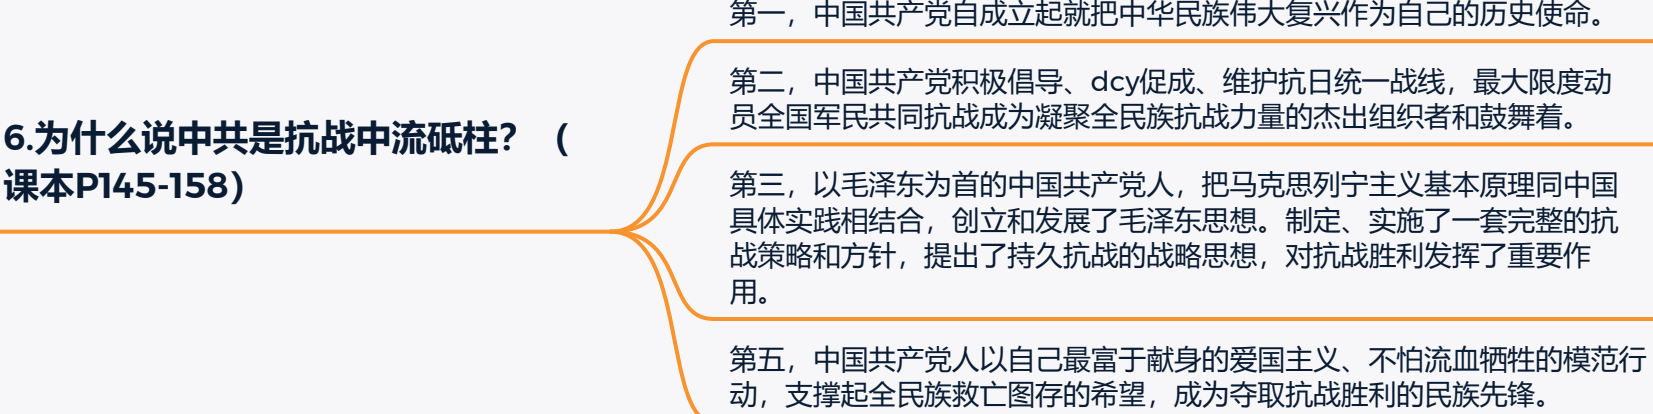 6.为什么说中共是抗战中流砥柱？（
课本P145-158）
第一，中国共产党自成立起就把中华民族伟大复兴作为自己的历史使命。
第二，中国共产党积极倡导、dcy促成、维护抗日统一战线，最大限度动
员全国军民共同抗战成为凝聚全民族抗战力量的杰出组织者和鼓舞着。
第三，以毛泽东为首的中国共产党人，把马克思列宁主义基本原理同中国
具体实践相结合，创立和发展了毛泽东思想。制定、实施了一套完整的抗
战策略和方针，提出了持久抗战的战略思想，对抗战胜利发挥了重要作
用。
第五，中国共产党人以自己最富于献身的爱国主义、不怕流血牺牲的模范行
动，支撑起全民族救亡图存的希望，成为夺取抗战胜利的民族先锋。